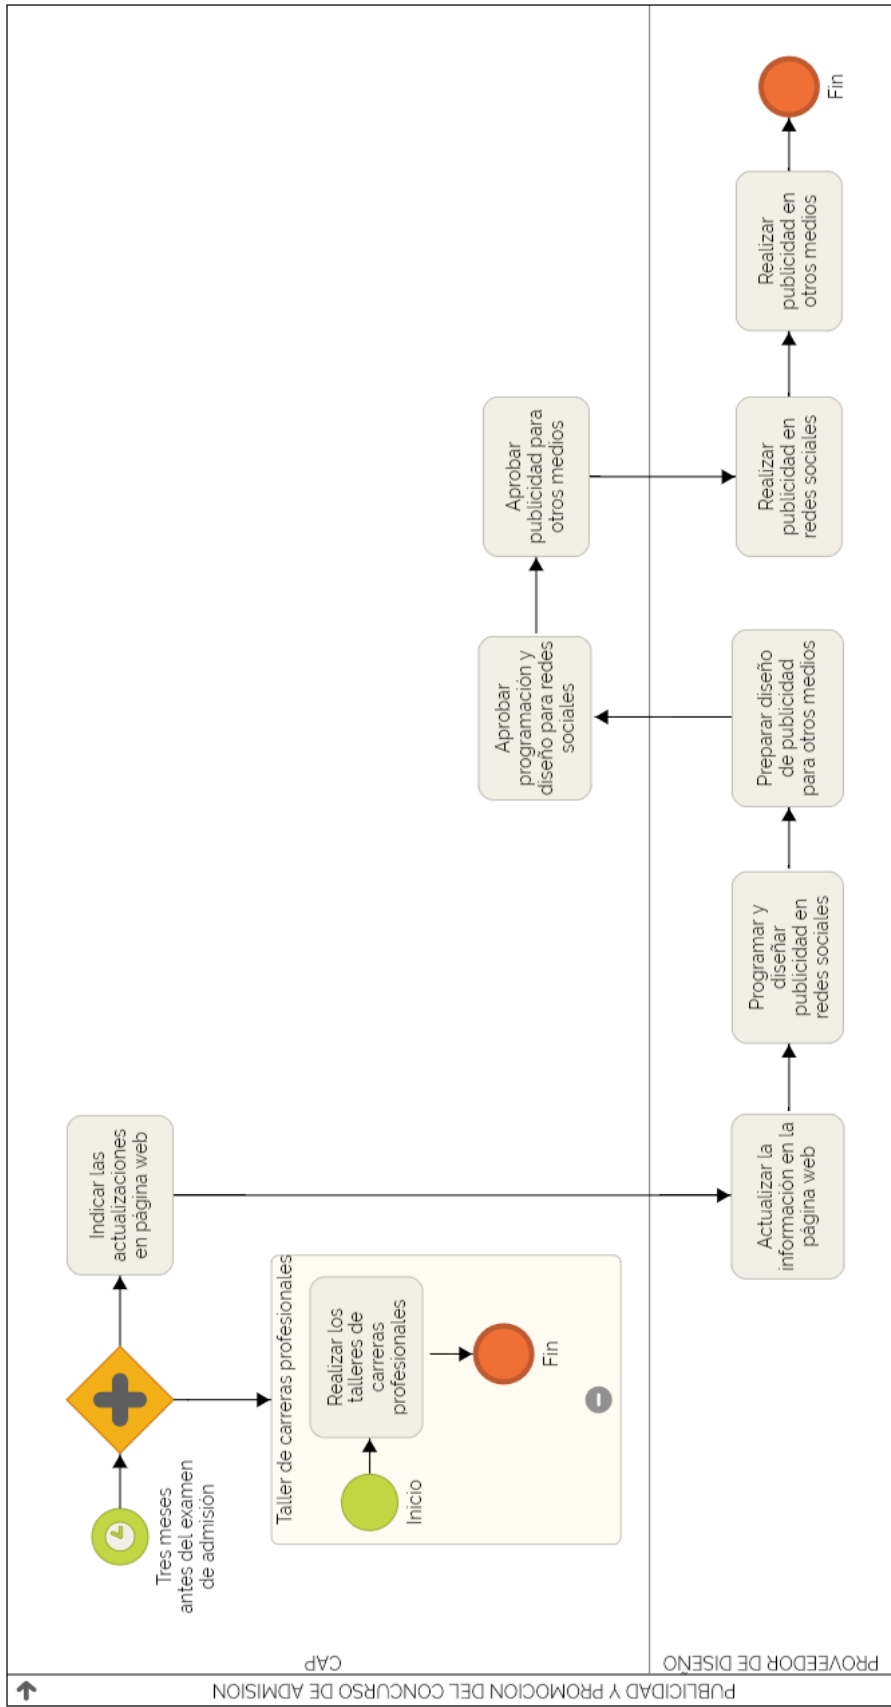 PUBLICIDAD Y PROMOCION DEL CONCURSO DE ADMISION
CAP
Tres meses
antes del examen
de admisión
Indicar las
actualizaciones
en página web
Taller de carreras profesionales
Inicio
Realizar los
talleres de
carreras
profesionales
Fin
Aprobar
programación y
diseño para redes
sociales
Aprobar
publicidad para
otros medios
PROVEEDOR DE DISEÑO
Actualizar la
información en la
página web
Programar y
diseñar
publicidad en
redes sociales
Preparar diseño
de publicidad
para otros medios
Realizar
publicidad en
redes sociales
Realizar
publicidad en
otros medios
Fin